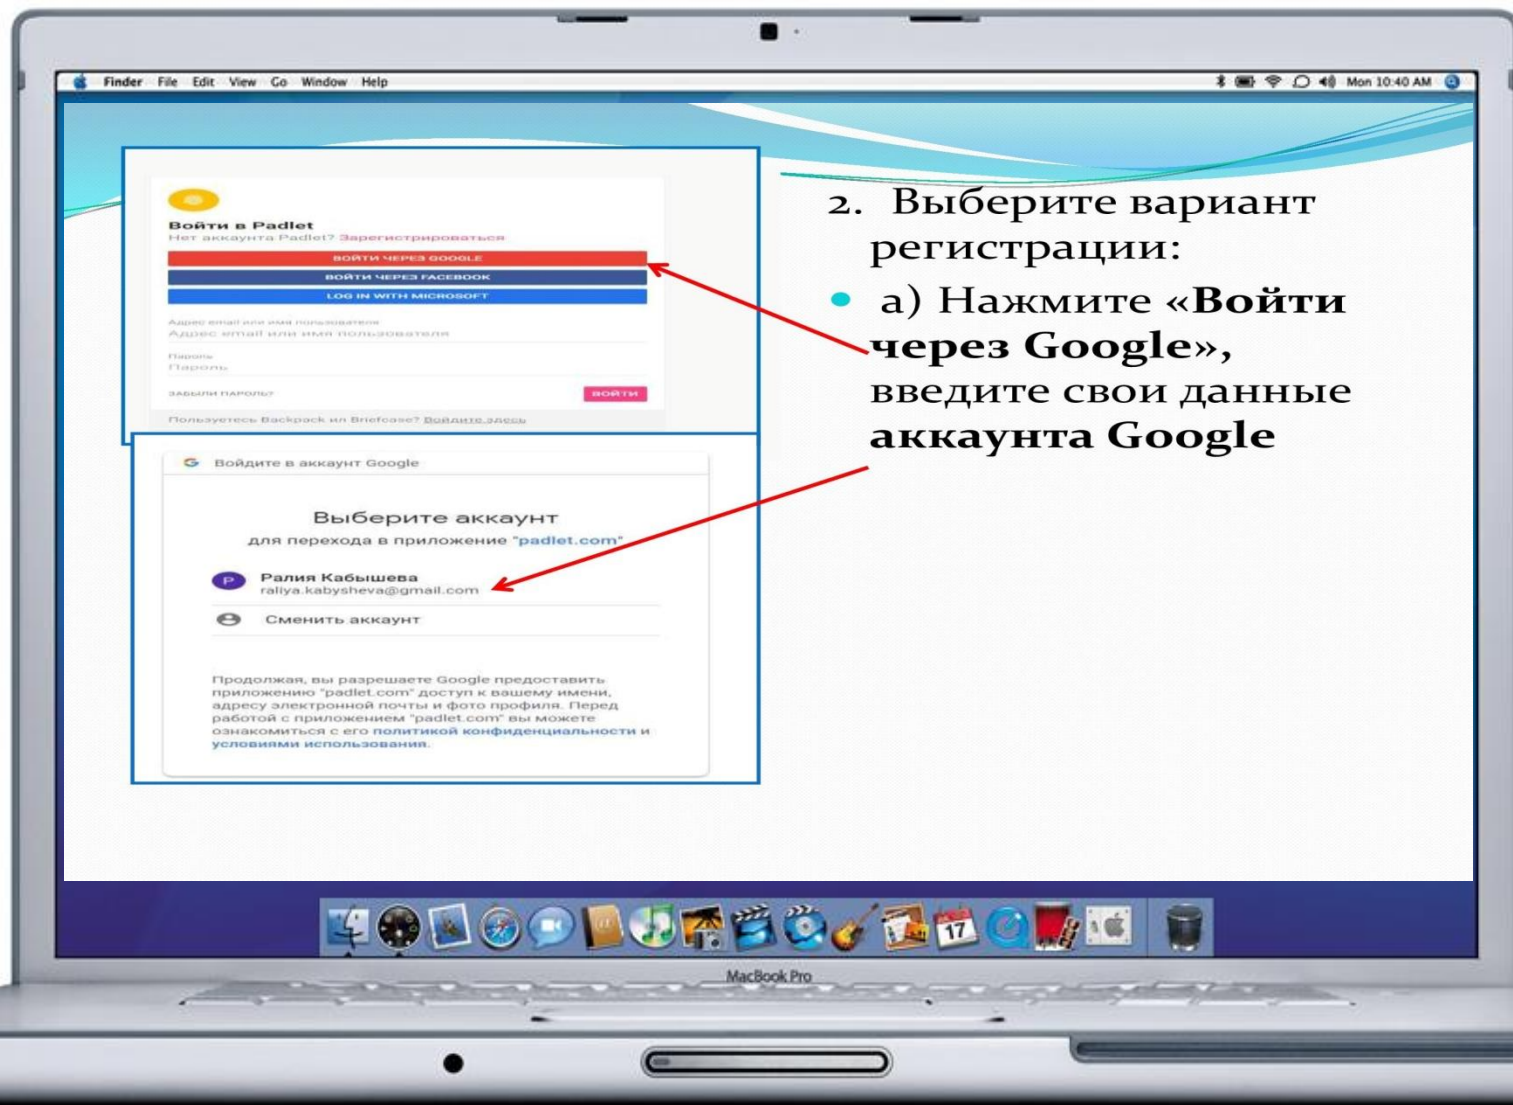 Finder File Edit View Go Window Help
Mon 10:40 AM
Войти в Padlet
Нет аккаунта Padlet? Зарегистрироваться
ВОЙТИ ЧЕРЕЗ GOOGLE
ВОЙТИ ЧЕРЕЗ FACEBOOK
LOG IN WITH MICROSOFT
Адрес email или имя пользователя
Адрес email или имя пользователя
Пароль
Пароль
ЗАБЫЛИ ПАРОЛЬ?
ВОЙТИ
Пользуетесь Backpack ил Briefcase? Войдите здесь
G Войдите в аккаунт Google
Выберите аккаунт
для перехода в приложение "padlet.com"
Р
Ралия Кабышева
raliya.kabysheva@gmail.com
Сменить аккаунт
Продолжая, вы разрешаете Google предоставить
приложению "padlet.com" доступ к вашему имени,
адресу электронной почты и фото профиля. Перед
работой с приложением "padlet.com" вы можете
ознакомиться с его политикой конфиденциальности и
условиями использования.
2. Выберите вариант
регистрации:
а) Нажмите «Войти
через Google»,
введите свои данные
аккаунта Google
17
MacBook Pro